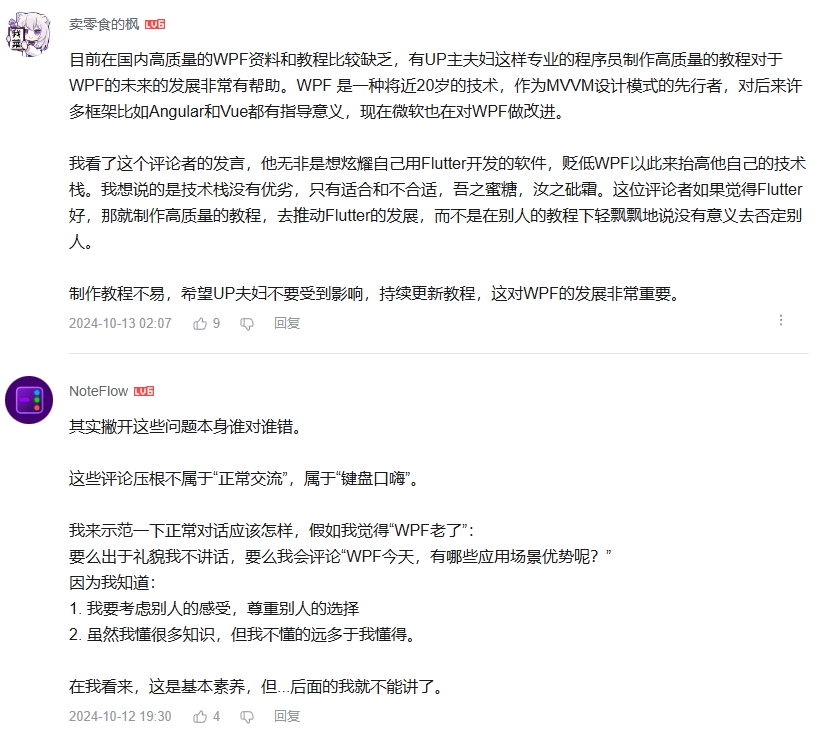 卖零食的枫 LV6
目前在国内高质量的WPF资料和教程比较缺乏，有UP主夫妇这样专业的程序员制作高质量的教程对于
WPF的未来的发展非常有帮助。WPF 是一种将近20岁的技术，作为MVVM设计模式的先行者，对后来许
多框架比如Angular和Vue都有指导意义，现在微软也在对WPF做改进。
我看了这个评论者的发言，他无非是想炫耀自己用Flutter开发的软件，贬低WPF以此来抬高他自己的技术
栈。我想说的是技术栈没有优劣，只有适合和不合适，吾之蜜糖，汝之砒霜。这位评论者如果觉得Flutter
好，那就制作高质量的教程，去推动Flutter的发展，而不是在别人的教程下轻飘飘地说没有意义去否定别
人。
制作教程不易，希望UP夫妇不要受到影响，持续更新教程，这对WPF的发展非常重要。
2024-10-13 02:07 9 回复
NoteFlow LV6
其实撇开这些问题本身谁对谁错。
这些评论压根不属于“正常交流”，属于“键盘口嗨”。
我来示范一下正常对话应该怎样，假如我觉得“WPF老了”：
要么出于礼貌我不讲话，要么我会评论“WPF今天，有哪些应用场景优势呢？”
因为我知道：
1. 我要考虑别人的感受，尊重别人的选择
2. 虽然我懂很多知识，但我不懂的远多于我懂得。
在我看来，这是基本素养，但...后面的我就不能讲了。
2024-10-12 19:30 4 回复